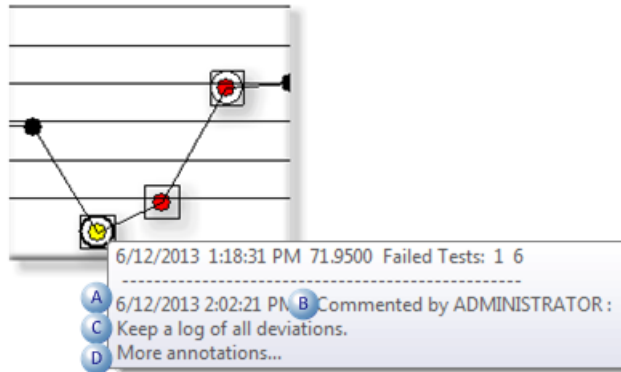 6/12/2013 1:18:31 PM 71.9500 Failed Tests: 1 6
----------------------------------------------------
A 6/12/2013 2:02:21 PM B Commented by ADMINISTRATOR :
C Keep a log of all deviations.
D More annotations...